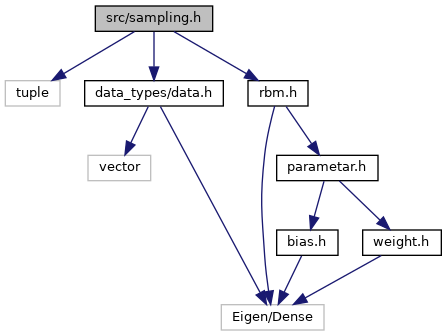 src/sampling.h
tuple
data_types/data.h
rbm.h
vector
parametar.h
bias.h
weight.h
Eigen/Dense